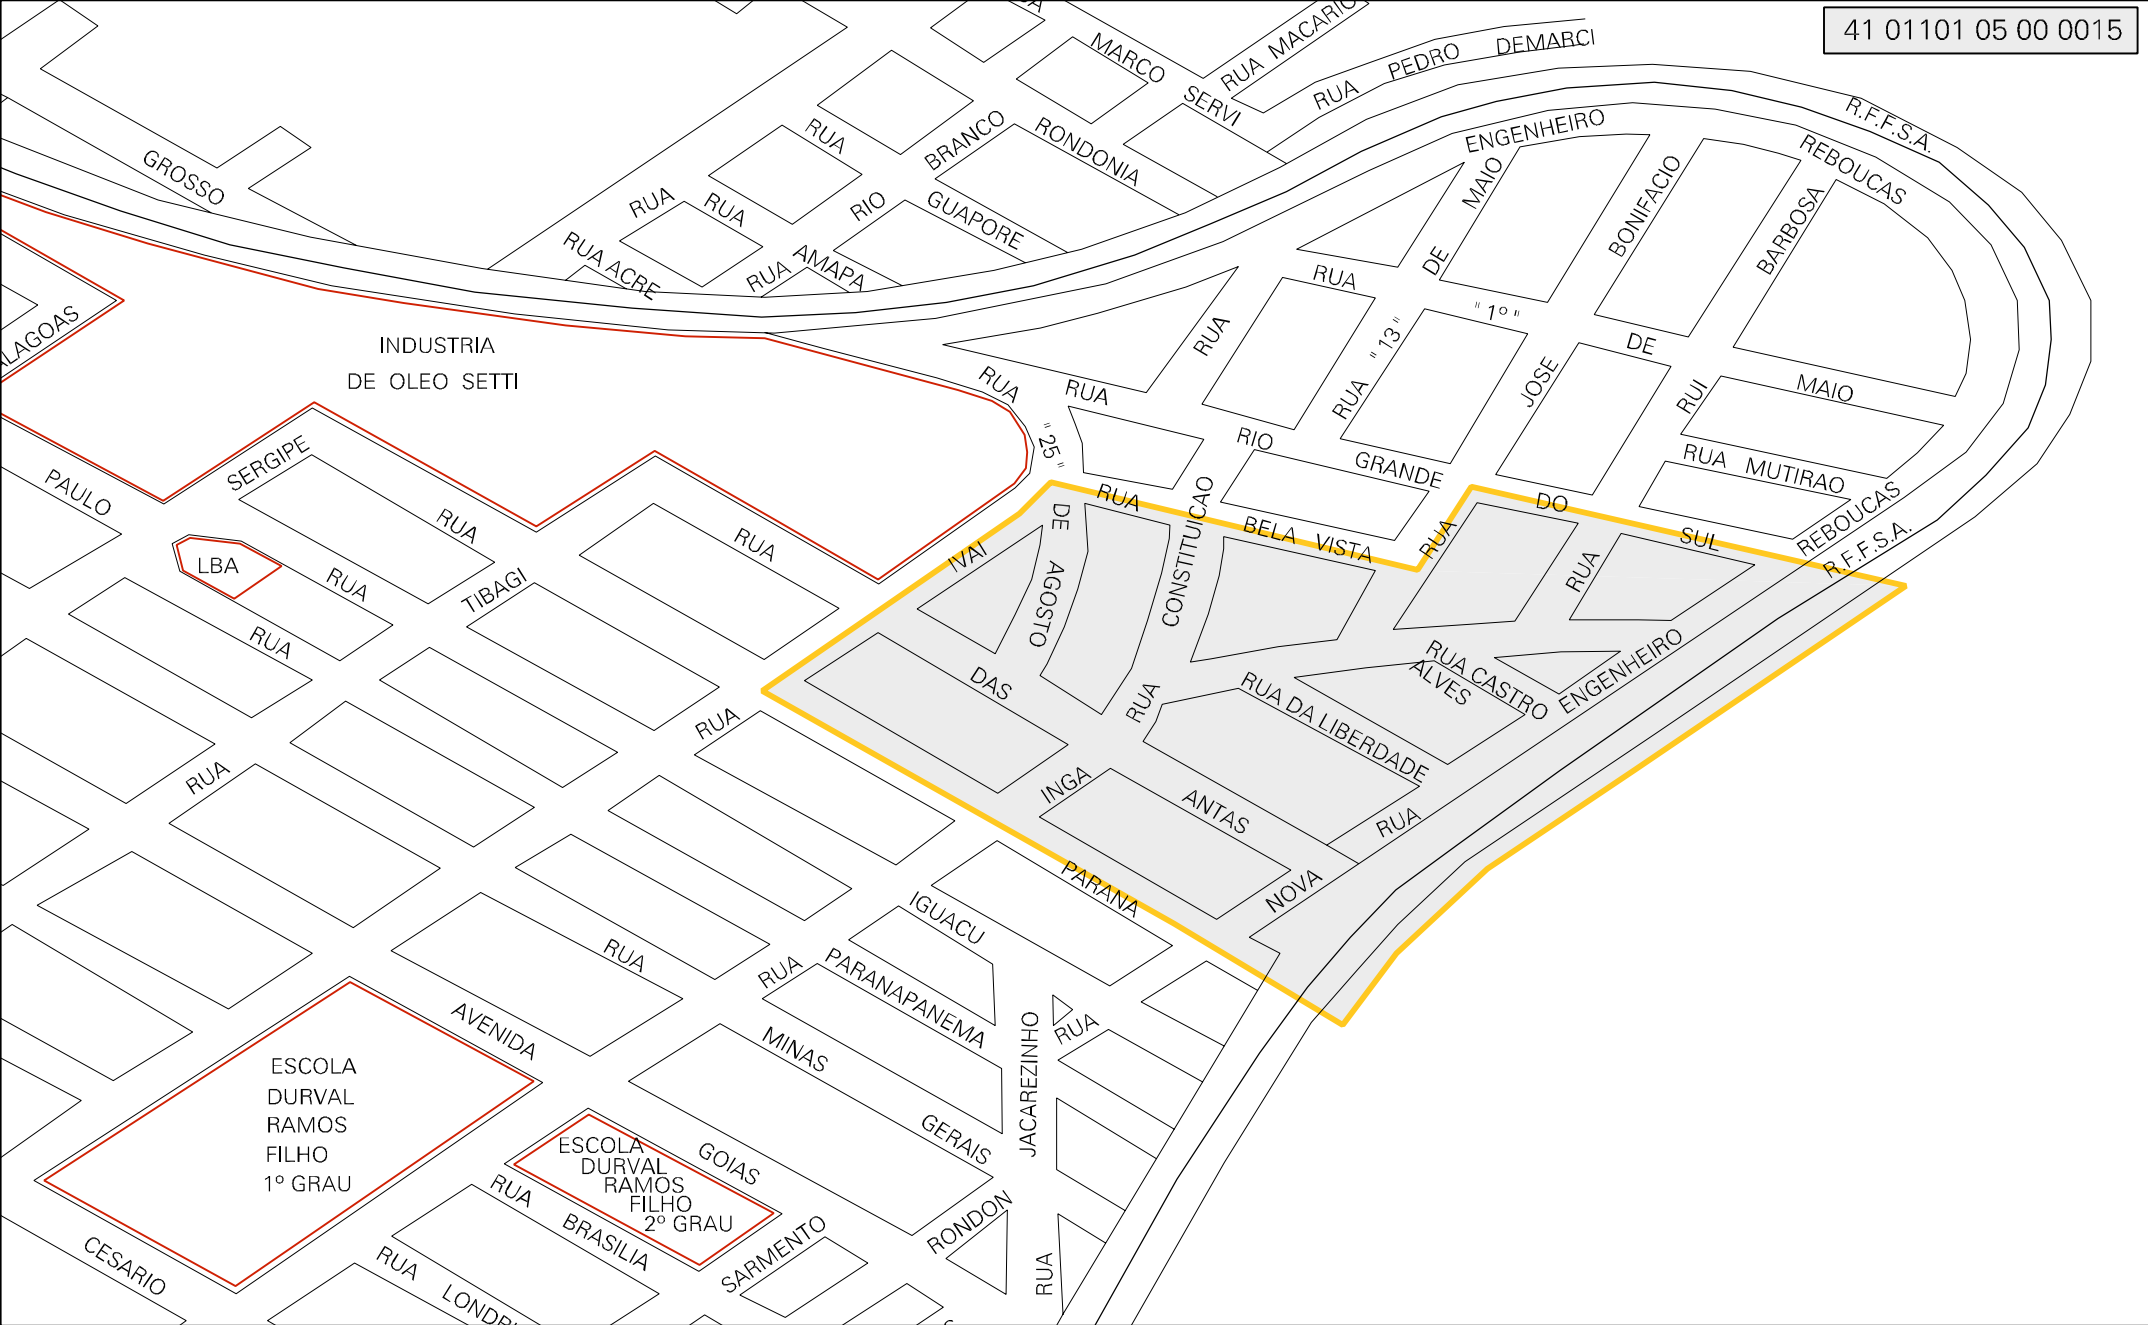 41 01101 05 00 0015
MARCO
SERVI
RUA MACARIO
RUA PEDRO DEMARCI
R.F.F.S.A.
GROSSO
RUA
BRANCO
RONDONIA
ENGENHEIRO
REBOUCAS
RUA
RUA
RIO
GUAPORE
MAIO
DE
BONIFACIO
BARBOSA
RUA ACRE
RUA
AMAPA
RUA
"1º"
DE
MAIO
ALAGOAS
INDUSTRIA
DE OLEO SETTI
RUA
"25"
RUA
RUA
RUA "13"
JOSE
RUI
RIO
GRANDE
RUA MUTIRAO
PAULO
SERGIPE
RUA
RUA
RUA
DE
AGOSTO
CONSTITUICAO
BELA VISTA
RUA
DO
SUL
REBOUCAS
R.F.F.S.A.
LBA
RUA
TIBAGI
IVAI
RUA
RUA
DAS
RUA
RUA DA LIBERDADE
RUA CASTRO
ALVES
ENGENHEIRO
RUA
RUA
INGA
ANTAS
RUA
NOVA
PARANA
IGUACU
RUA
RUA
PARANAPANEMA
AVENIDA
MINAS
GERAIS
JACAREZINHO
RUA
ESCOLA
DURVAL
RAMOS
FILHO
1º GRAU
ESCOLA
DURVAL
RAMOS
FILHO
2º GRAU
GOIAS
RUA
BRASILIA
SARMENTO
RONDON
RUA
CESARIO
RUA